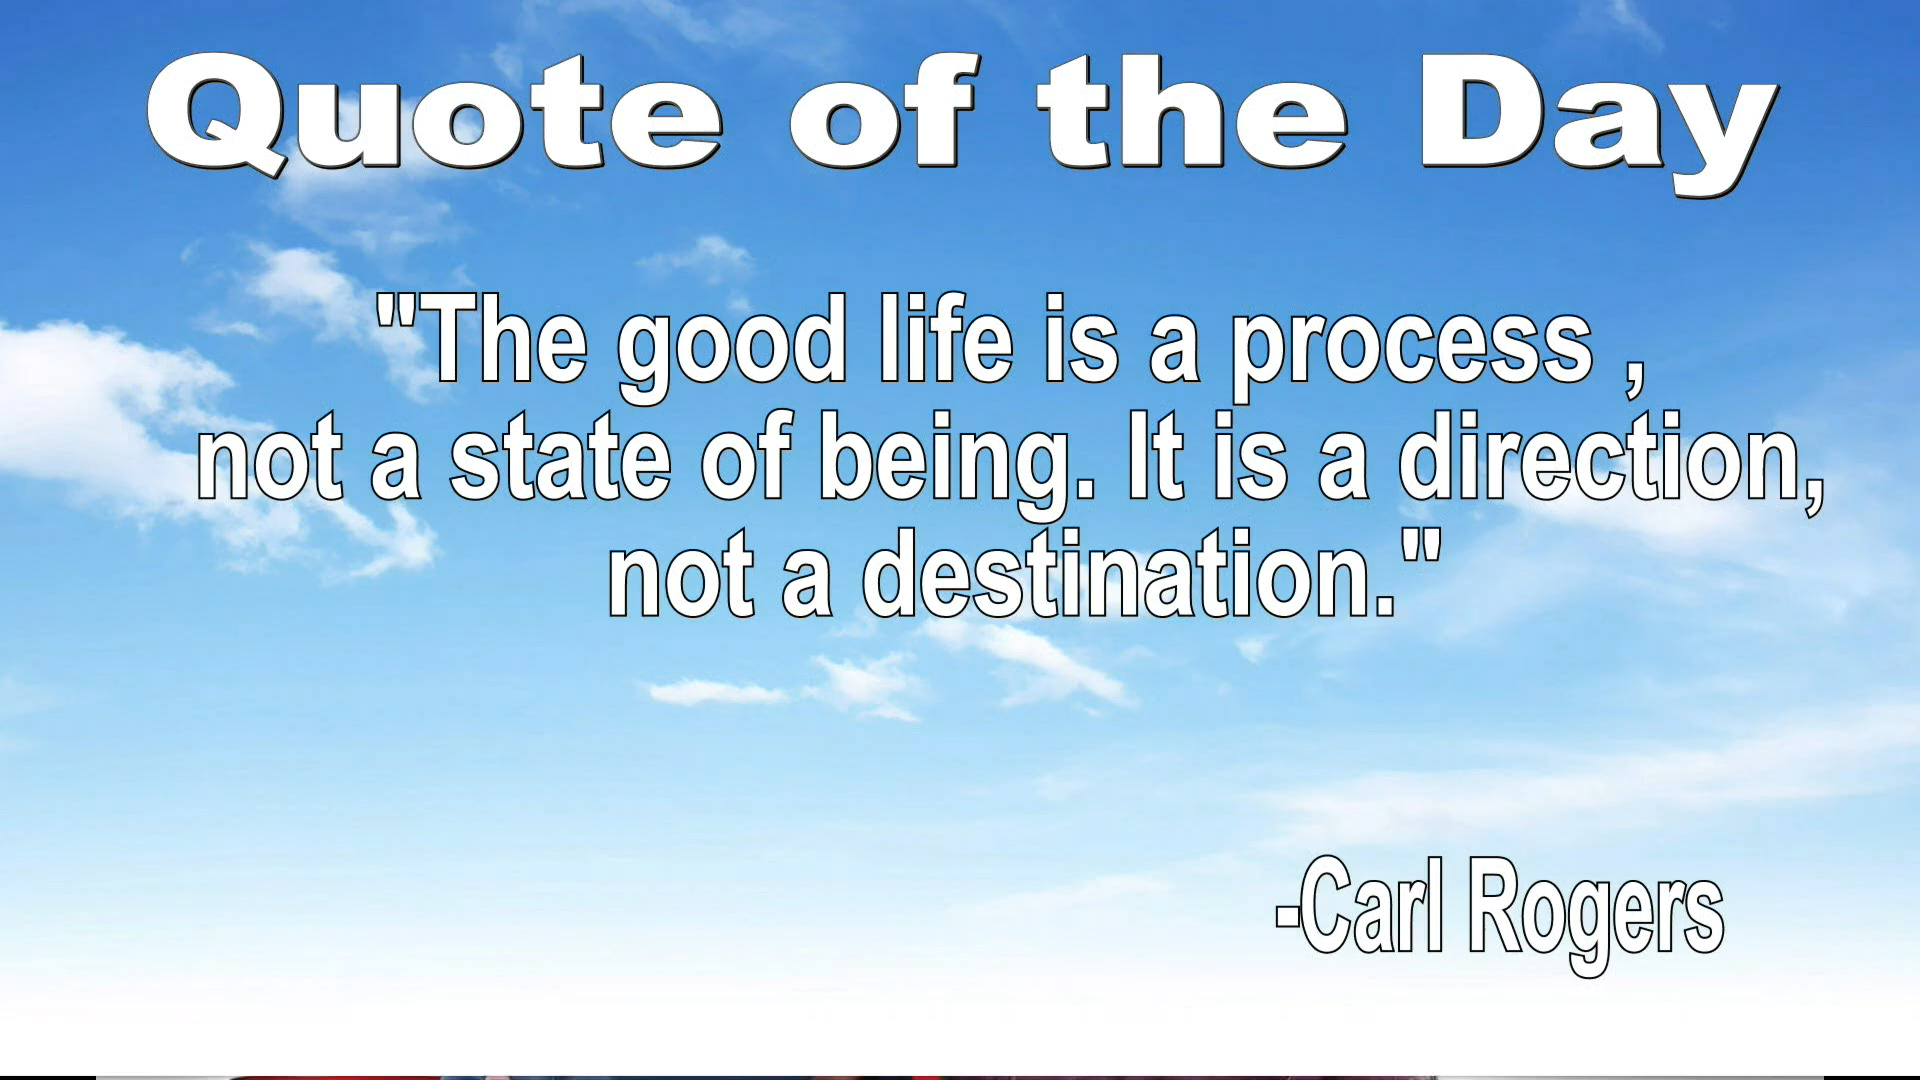 Quote of the Day
"The good life is a process ,
not a state of being. It is a direction,
not a destination."
-Carl Rogers